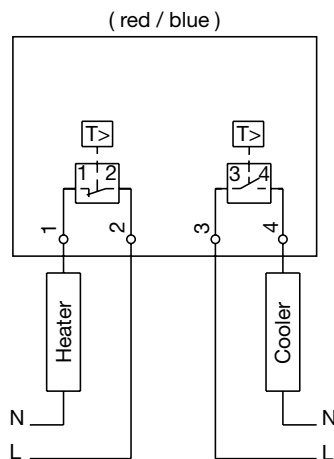 ( red / blue )
T> T>
1 2 3 4
1 2 3 4
Heater Cooler
N N
L L